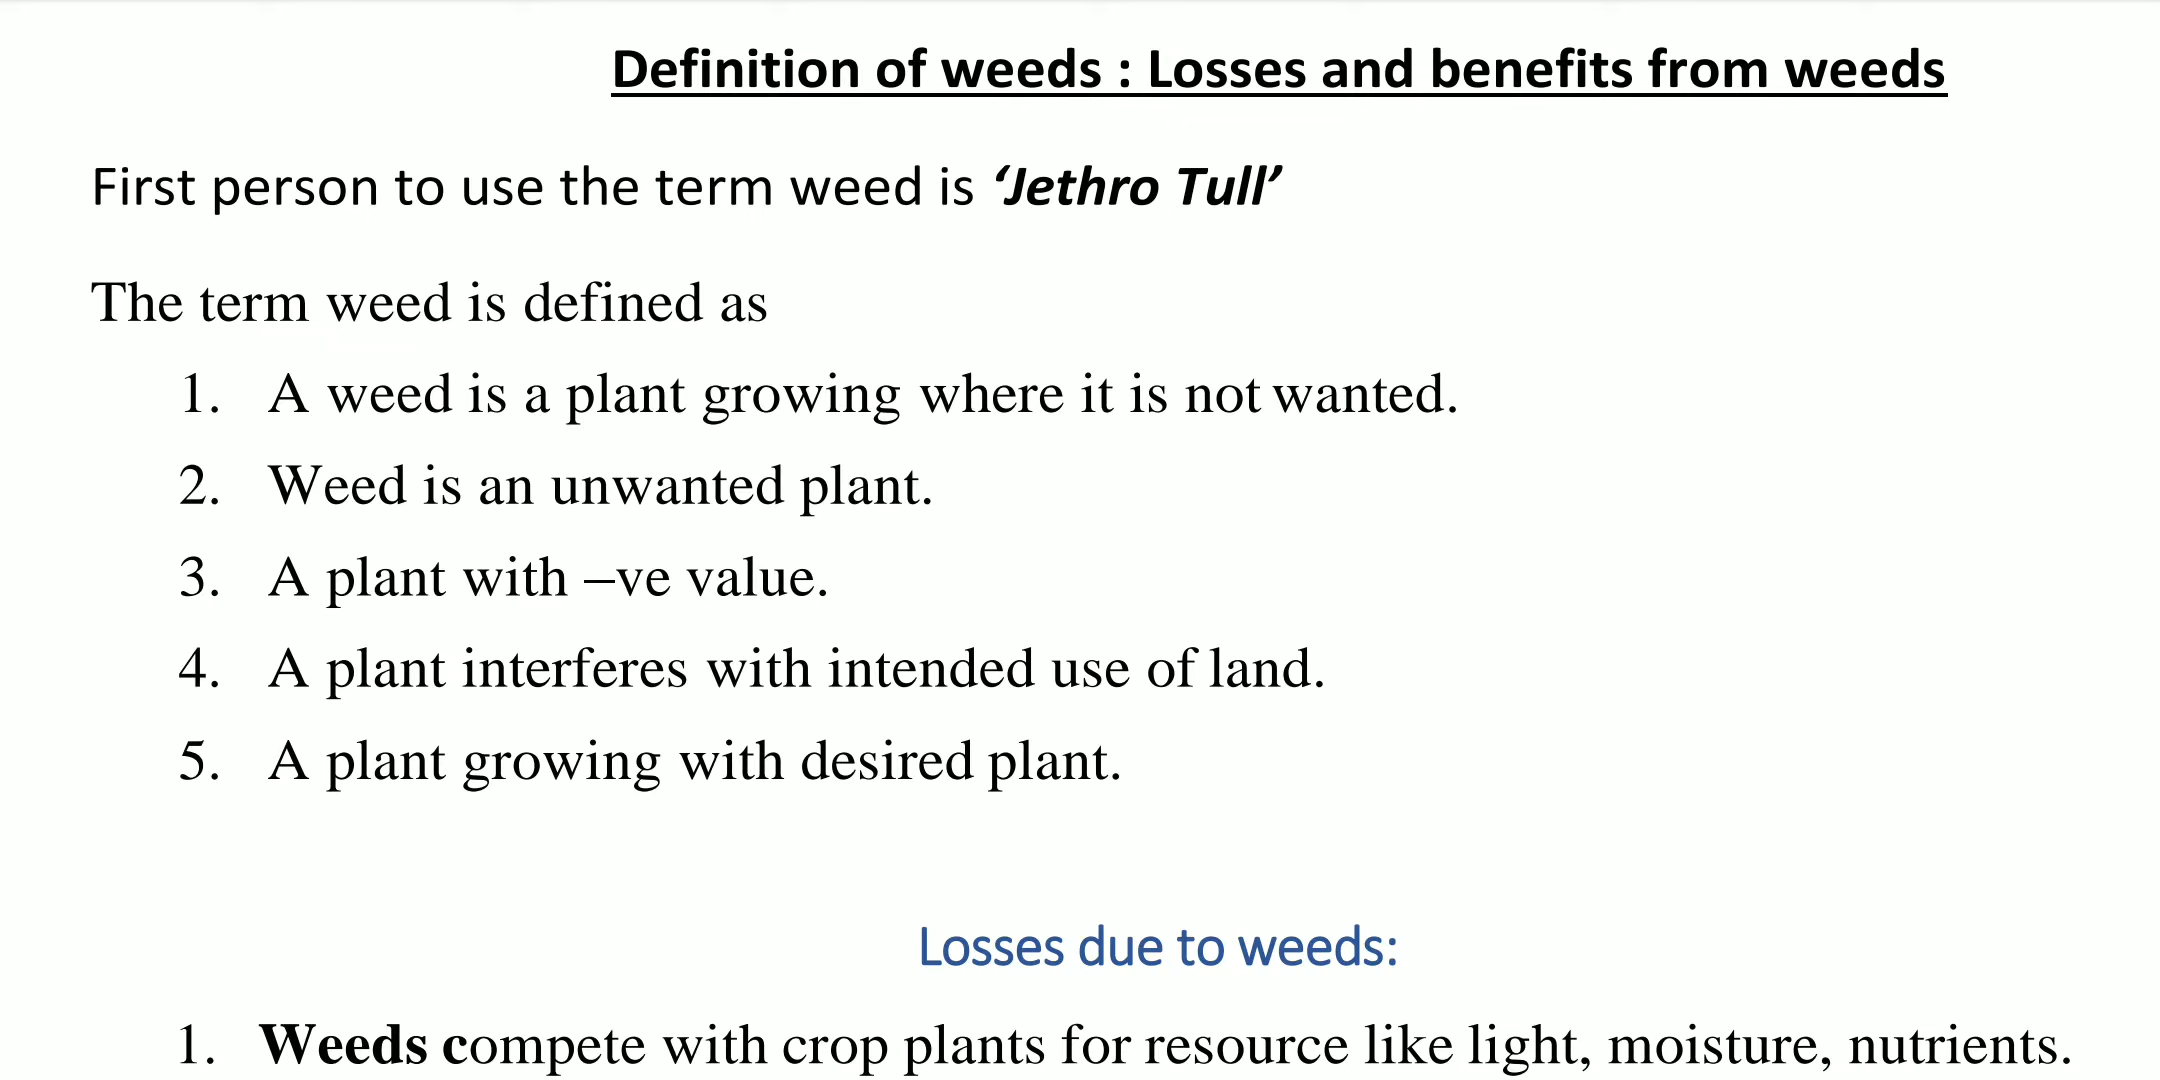 Definition of weeds : Losses and benefits from weeds
First person to use the term weed is ‘Jethro Tull’
The term weed is defined as
1. A weed is a plant growing where it is not wanted.
2. Weed is an unwanted plant.
3. A plant with –ve value.
4. A plant interferes with intended use of land.
5. A plant growing with desired plant.
Losses due to weeds:
1. Weeds compete with crop plants for resource like light, moisture, nutrients.